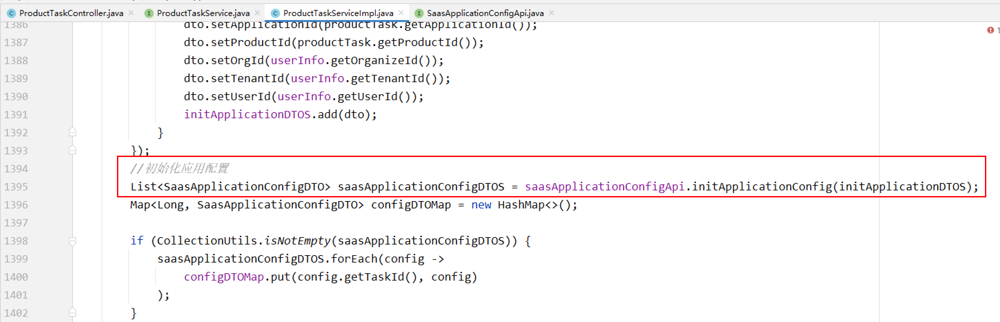 ProductTaskController.java ProductTaskService.java ProductTaskServiceImpl.java SaasApplicationConfigApi.java
1386 dto.setApplicationId(productTask.getApplicationId());
1387 dto.setProductId(productTask.getProductId());
1388 dto.setOrgId(userInfo.getOrganizeId());
1389 dto.setTenantId(userInfo.getTenantId());
1390 dto.setUserId(userInfo.getUserId());
1391 initApplicationDTOS.add(dto);
1392 }
1393 });
1394 //初始化应用配置
1395 List<SaasApplicationConfigDTO> saasApplicationConfigDTOS = saasApplicationConfigApi.initApplicationConfig(initApplicationDTOS);
1396 Map<Long, SaasApplicationConfigDTO> configDTOMap = new HashMap<>();
1397
1398 if (CollectionUtils.isNotEmpty(saasApplicationConfigDTOS)) {
1399 saasApplicationConfigDTOS.forEach(config ->
1400 configDTOMap.put(config.getTaskId(), config)
1401 );
1402 }